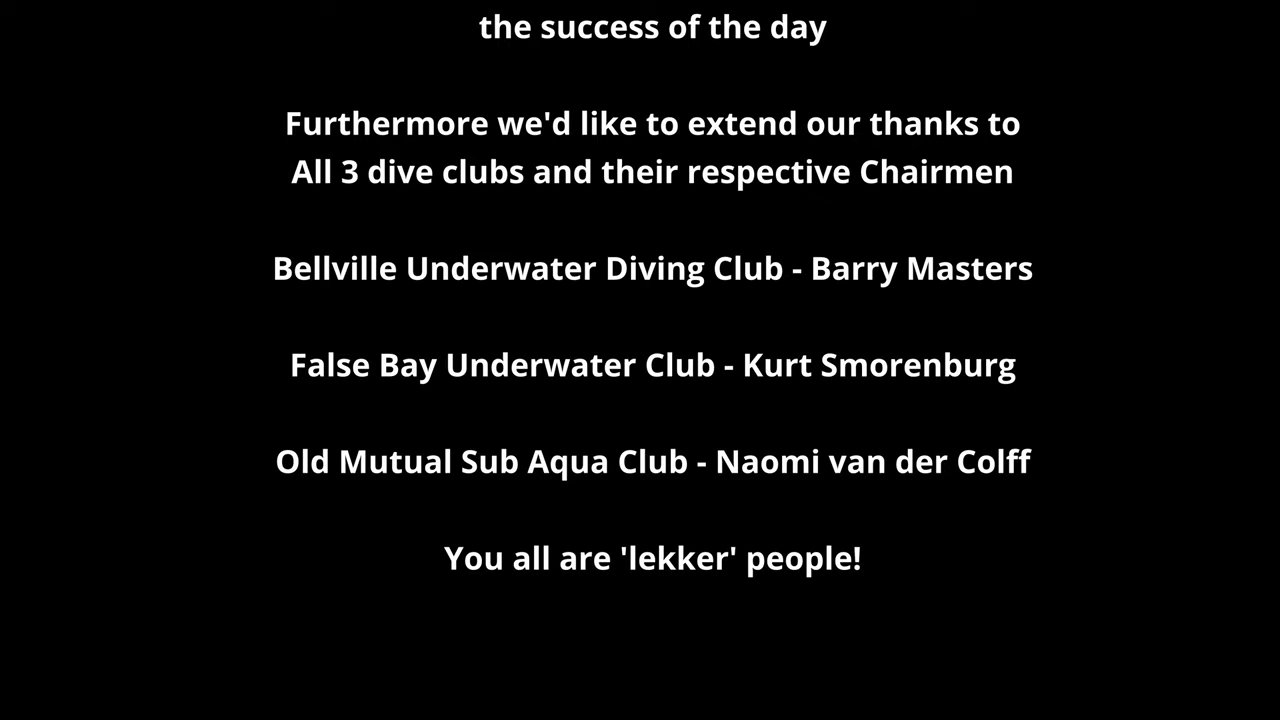 the success of the day
Furthermore we'd like to extend our thanks to
All 3 dive clubs and their respective Chairmen
Bellville Underwater Diving Club - Barry Masters
False Bay Underwater Club - Kurt Smorenburg
Old Mutual Sub Aqua Club - Naomi van der Colff
You all are 'lekker' people!